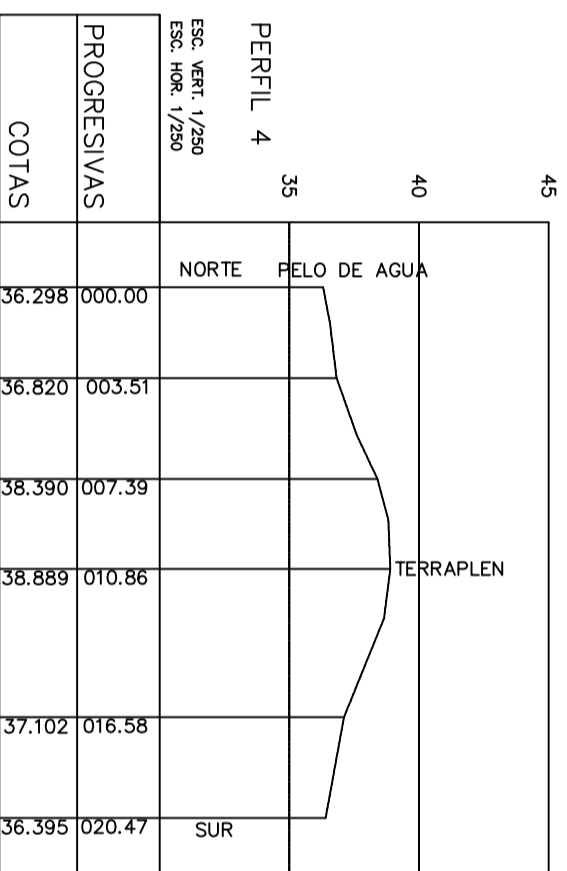 PERFIL 4
ESC. VERT. 1/250
ESC. HOR. 1/250
45
40
35
PROGRESIVAS
COTAS
NORTE
PELO DE AGUA
TERRAPLEN
SUR
36.298 000.00
36.820 003.51
38.390 007.39
38.889 010.86
37.102 016.58
36.395 020.47